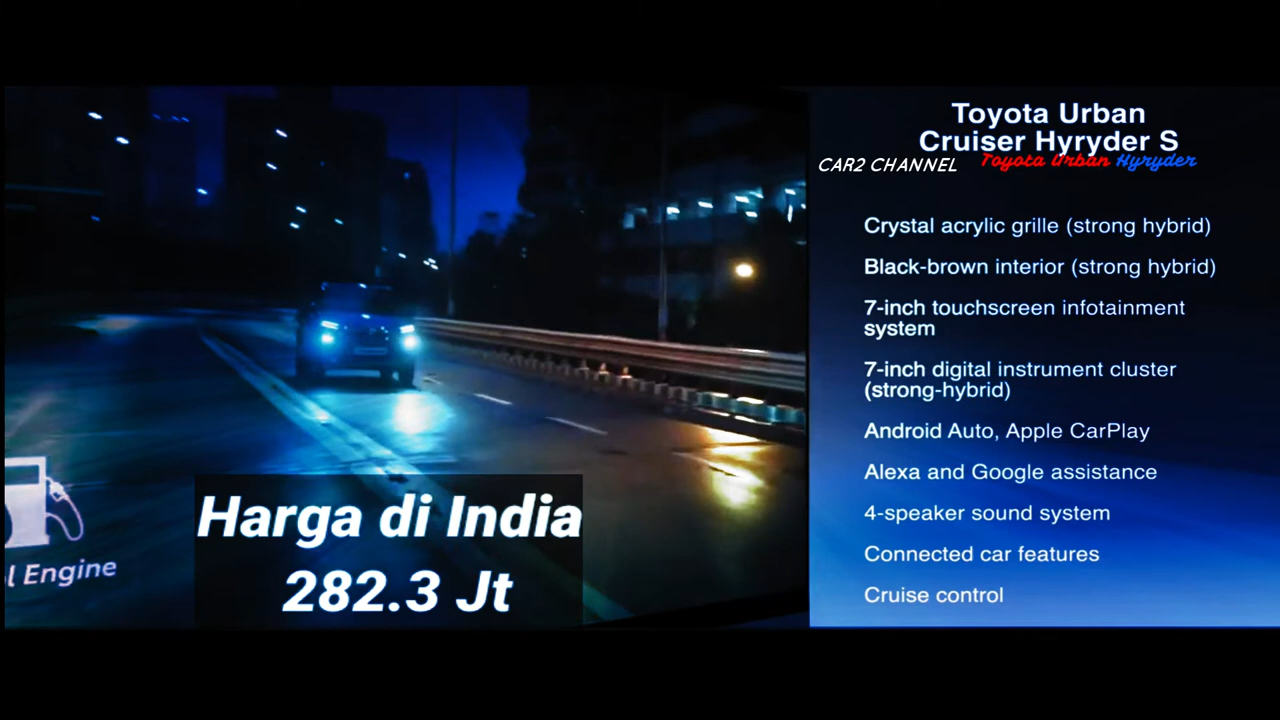 Toyota Urban
Cruiser Hyryder S
CAR2 CHANNEL
Toyota Urban Hyryder
Crystal acrylic grille (strong hybrid)
Black-brown interior (strong hybrid)
7-inch touchscreen infotainment
system
7-inch digital instrument cluster
(strong-hybrid)
Android Auto, Apple CarPlay
Alexa and Google assistance
4-speaker sound system
Connected car features
Cruise control
l Engine
Harga di India
282.3 Jt